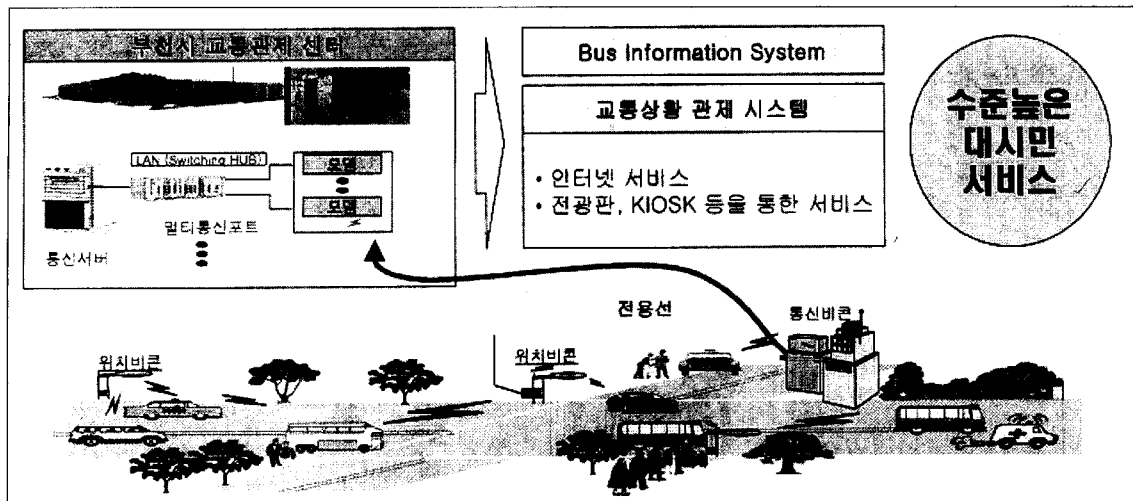 부천시 교통관제 센터
LAN (Switching HUB)
모뎀
모뎀
멀티통신포트
통신서버
Bus Information System
교통상황 관제 시스템
• 인터넷 서비스
• 전광판, KIOSK 등을 통한 서비스
수준높은
대시민
서비스
전용선
통신비콘
위치비콘
위치비콘